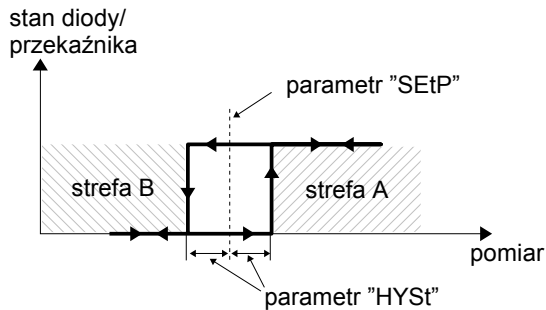 stan diody/
przekaźnika
parametr ”SEtP”
strefa B
strefa A
pomiar
parametr ”HYSt”